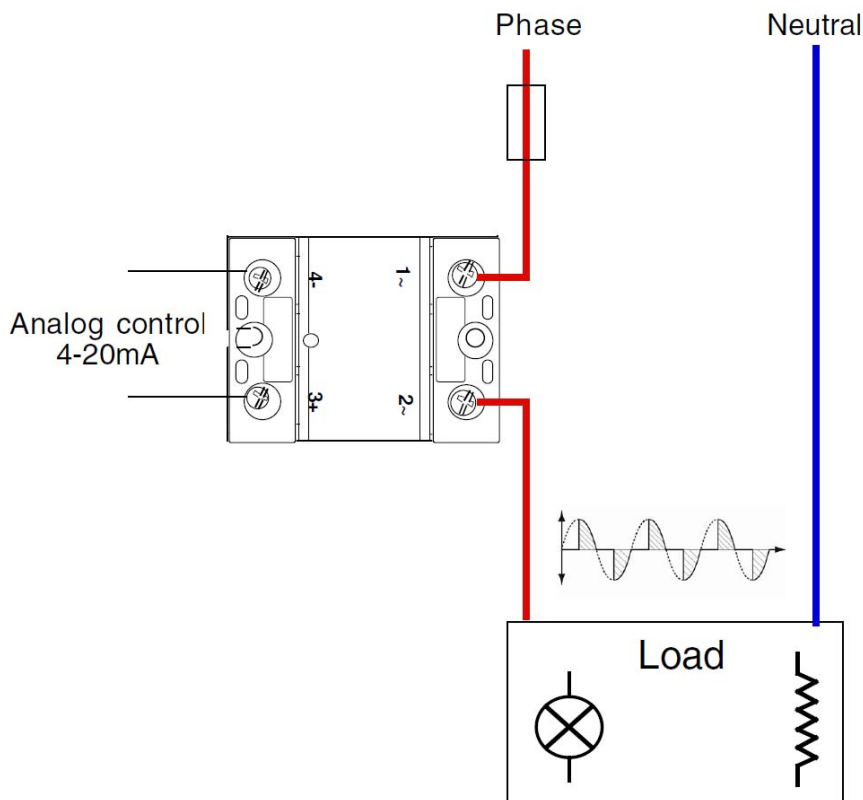 Phase
Neutral
4-
1~
Analog control
4-20mA
3+
2~
Load